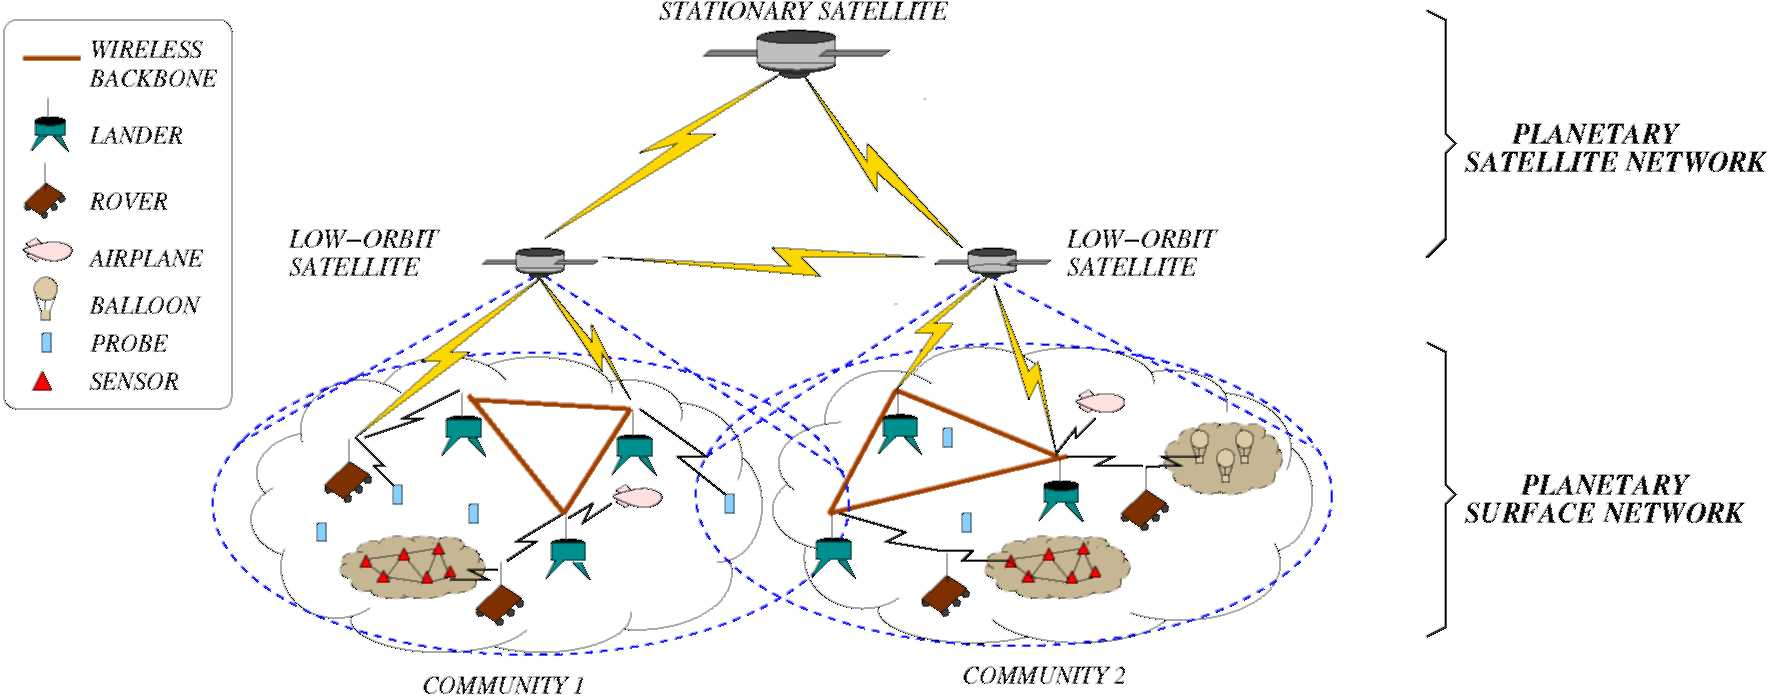 STATIONARY SATELLITE
WIRELESS
BACKBONE
LANDER
ROVER
AIRPLANE
BALLOON
PROBE
SENSOR
PLANETARY
SATELLITE NETWORK
LOW-ORBIT
SATELLITE
LOW-ORBIT
SATELLITE
PLANETARY
SURFACE NETWORK
COMMUNITY 1
COMMUNITY 2